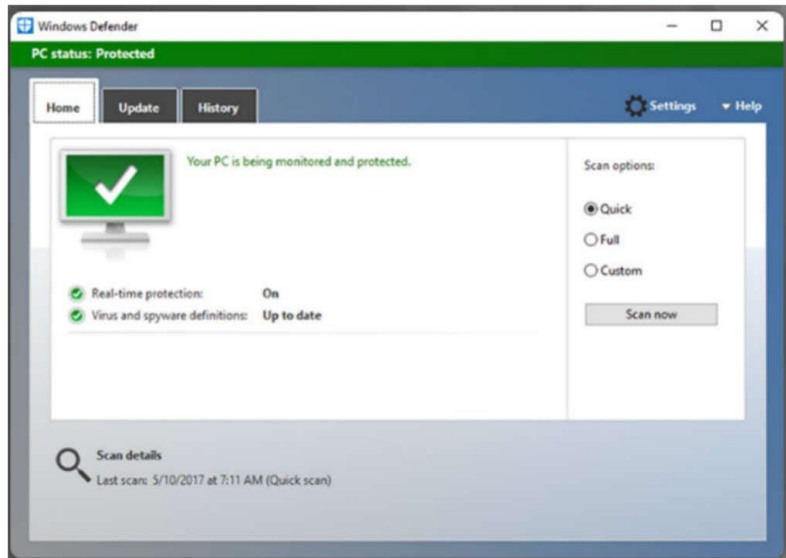 Windows Defender
PC status: Protected
Home Update History Settings Help
Your PC is being monitored and protected.
Scan options:
Quick
Full
Custom
Real-time protection: On
Virus and spyware definitions: Up to date
Scan now
Scan details
Last scan: 5/10/2017 at 7:11 AM (Quick scan)